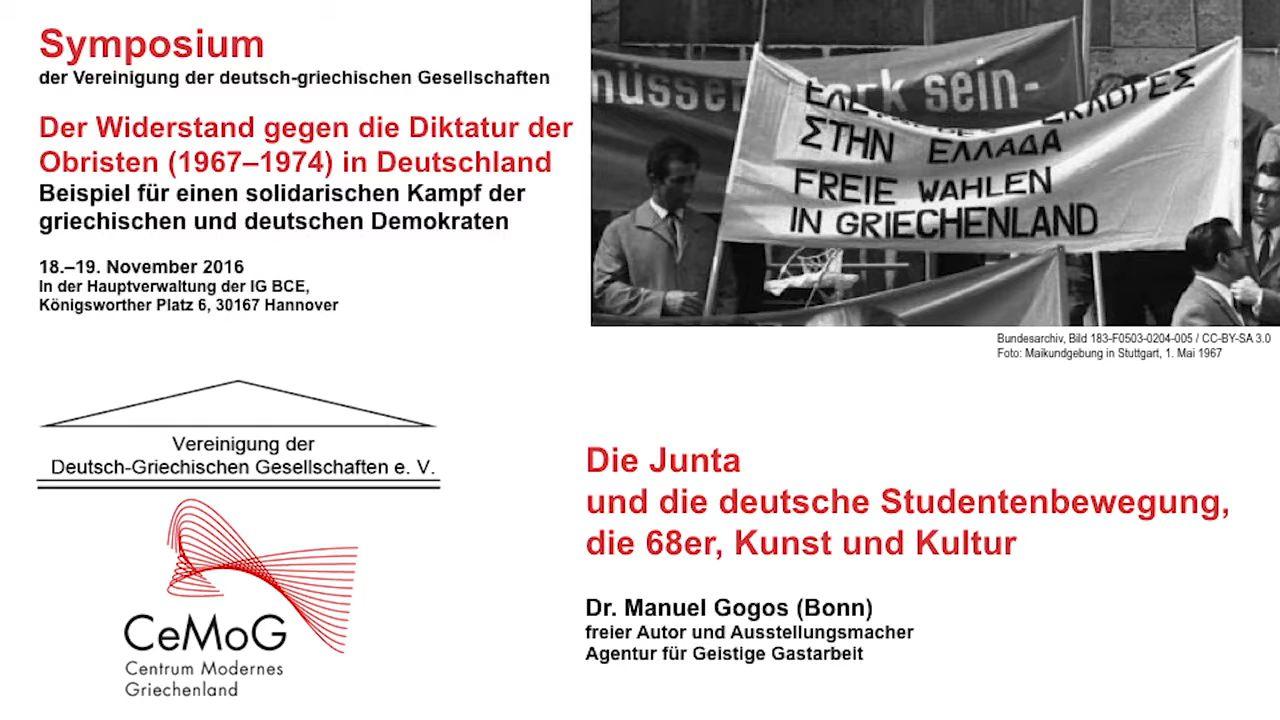 Symposium
der Vereinigung der deutsch-griechischen Gesellschaften
Der Widerstand gegen die Diktatur der
Obristen (1967–1974) in Deutschland
Beispiel für einen solidarischen Kampf der
griechischen und deutschen Demokraten
18.–19. November 2016
In der Hauptverwaltung der IG BCE,
Königsworther Platz 6, 30167 Hannover
sein-
ΣΤΗΝ ΕΛΛΑΔΑ
FREIE WAHLEN
IN GRIECHENLAND
Bundesarchiv, Bild 183-F0503-0204-005 / CC-BY-SA 3.0
Foto: Maikundgebung in Stuttgart, 1. Mai 1967
Vereinigung der
Deutsch-Griechischen Gesellschaften e. V.
CeMoG
Centrum Modernes
Griechenland
Die Junta
und die deutsche Studentenbewegung,
die 68er, Kunst und Kultur
Dr. Manuel Gogos (Bonn)
freier Autor und Ausstellungsmacher
Agentur für Geistige Gastarbeit